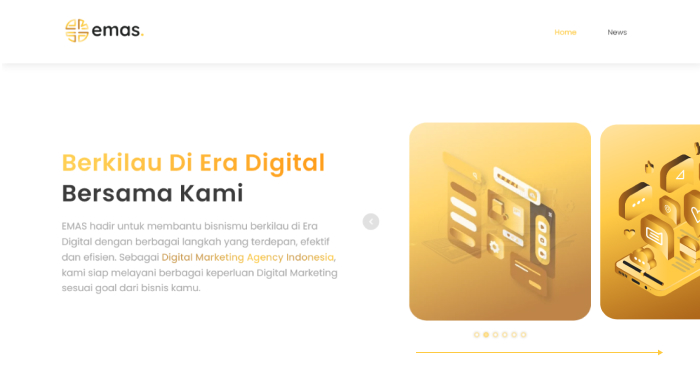 emas.
Home
News
Berkilau Di Era Digital
Bersama Kami
EMAS hadir untuk membantu bisnismu berkilau di Era
Digital dengan berbagai langkah yang terdepan, efektif
dan efisien. Sebagai Digital Marketing Agency Indonesia,
kami siap melayani berbagai keperluan Digital Marketing
sesuai goal dari bisnis kamu.